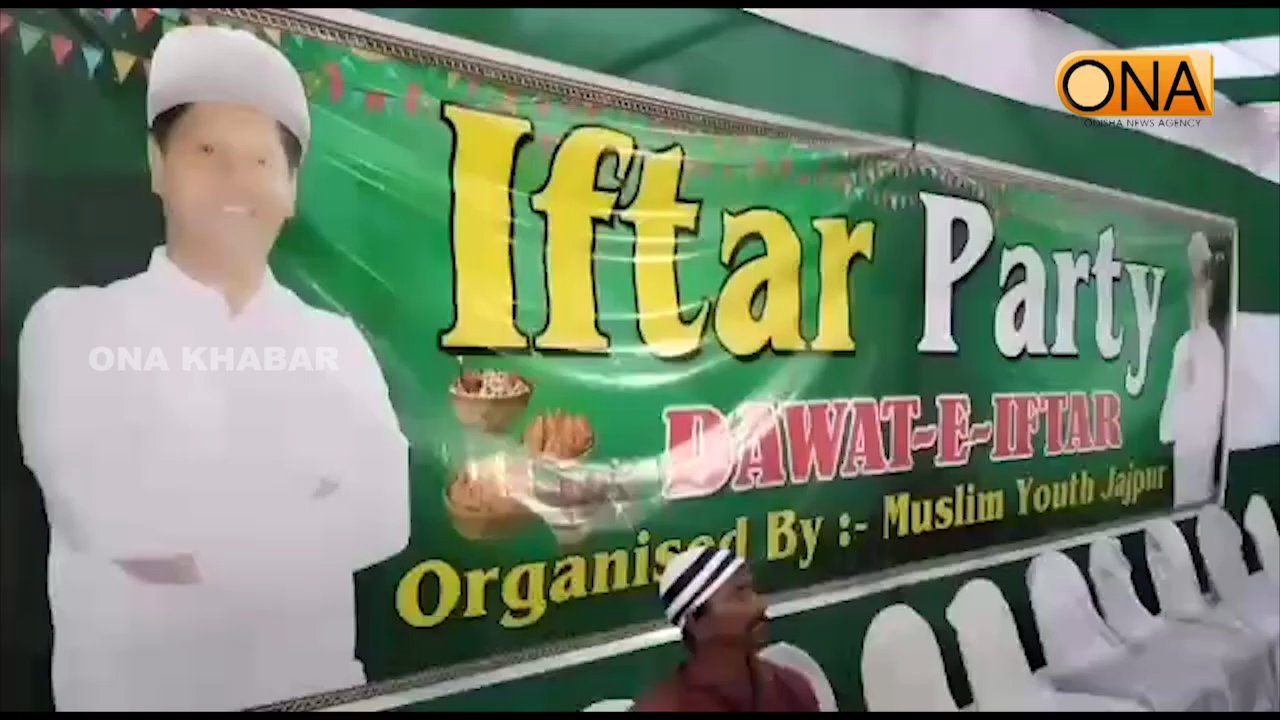 ONA
ODISHA NEWS AGENCY
Iftar Party
ONA KHABAR
DAWAT-E-IFTAR
Organised By :- Muslim Youth Jajpur